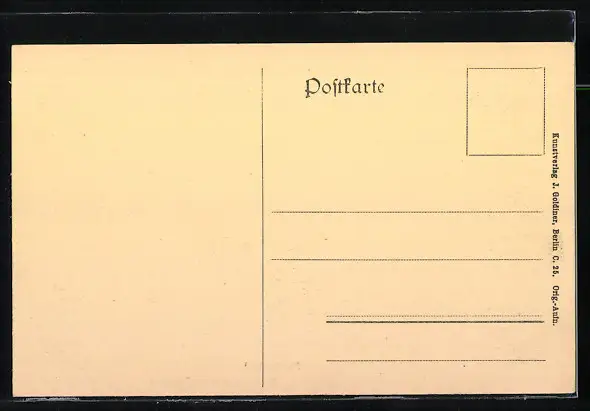 Poſtkarte
Kunstverlag J. Goldiner, Berlin C. 25. Orig.-Aufn.